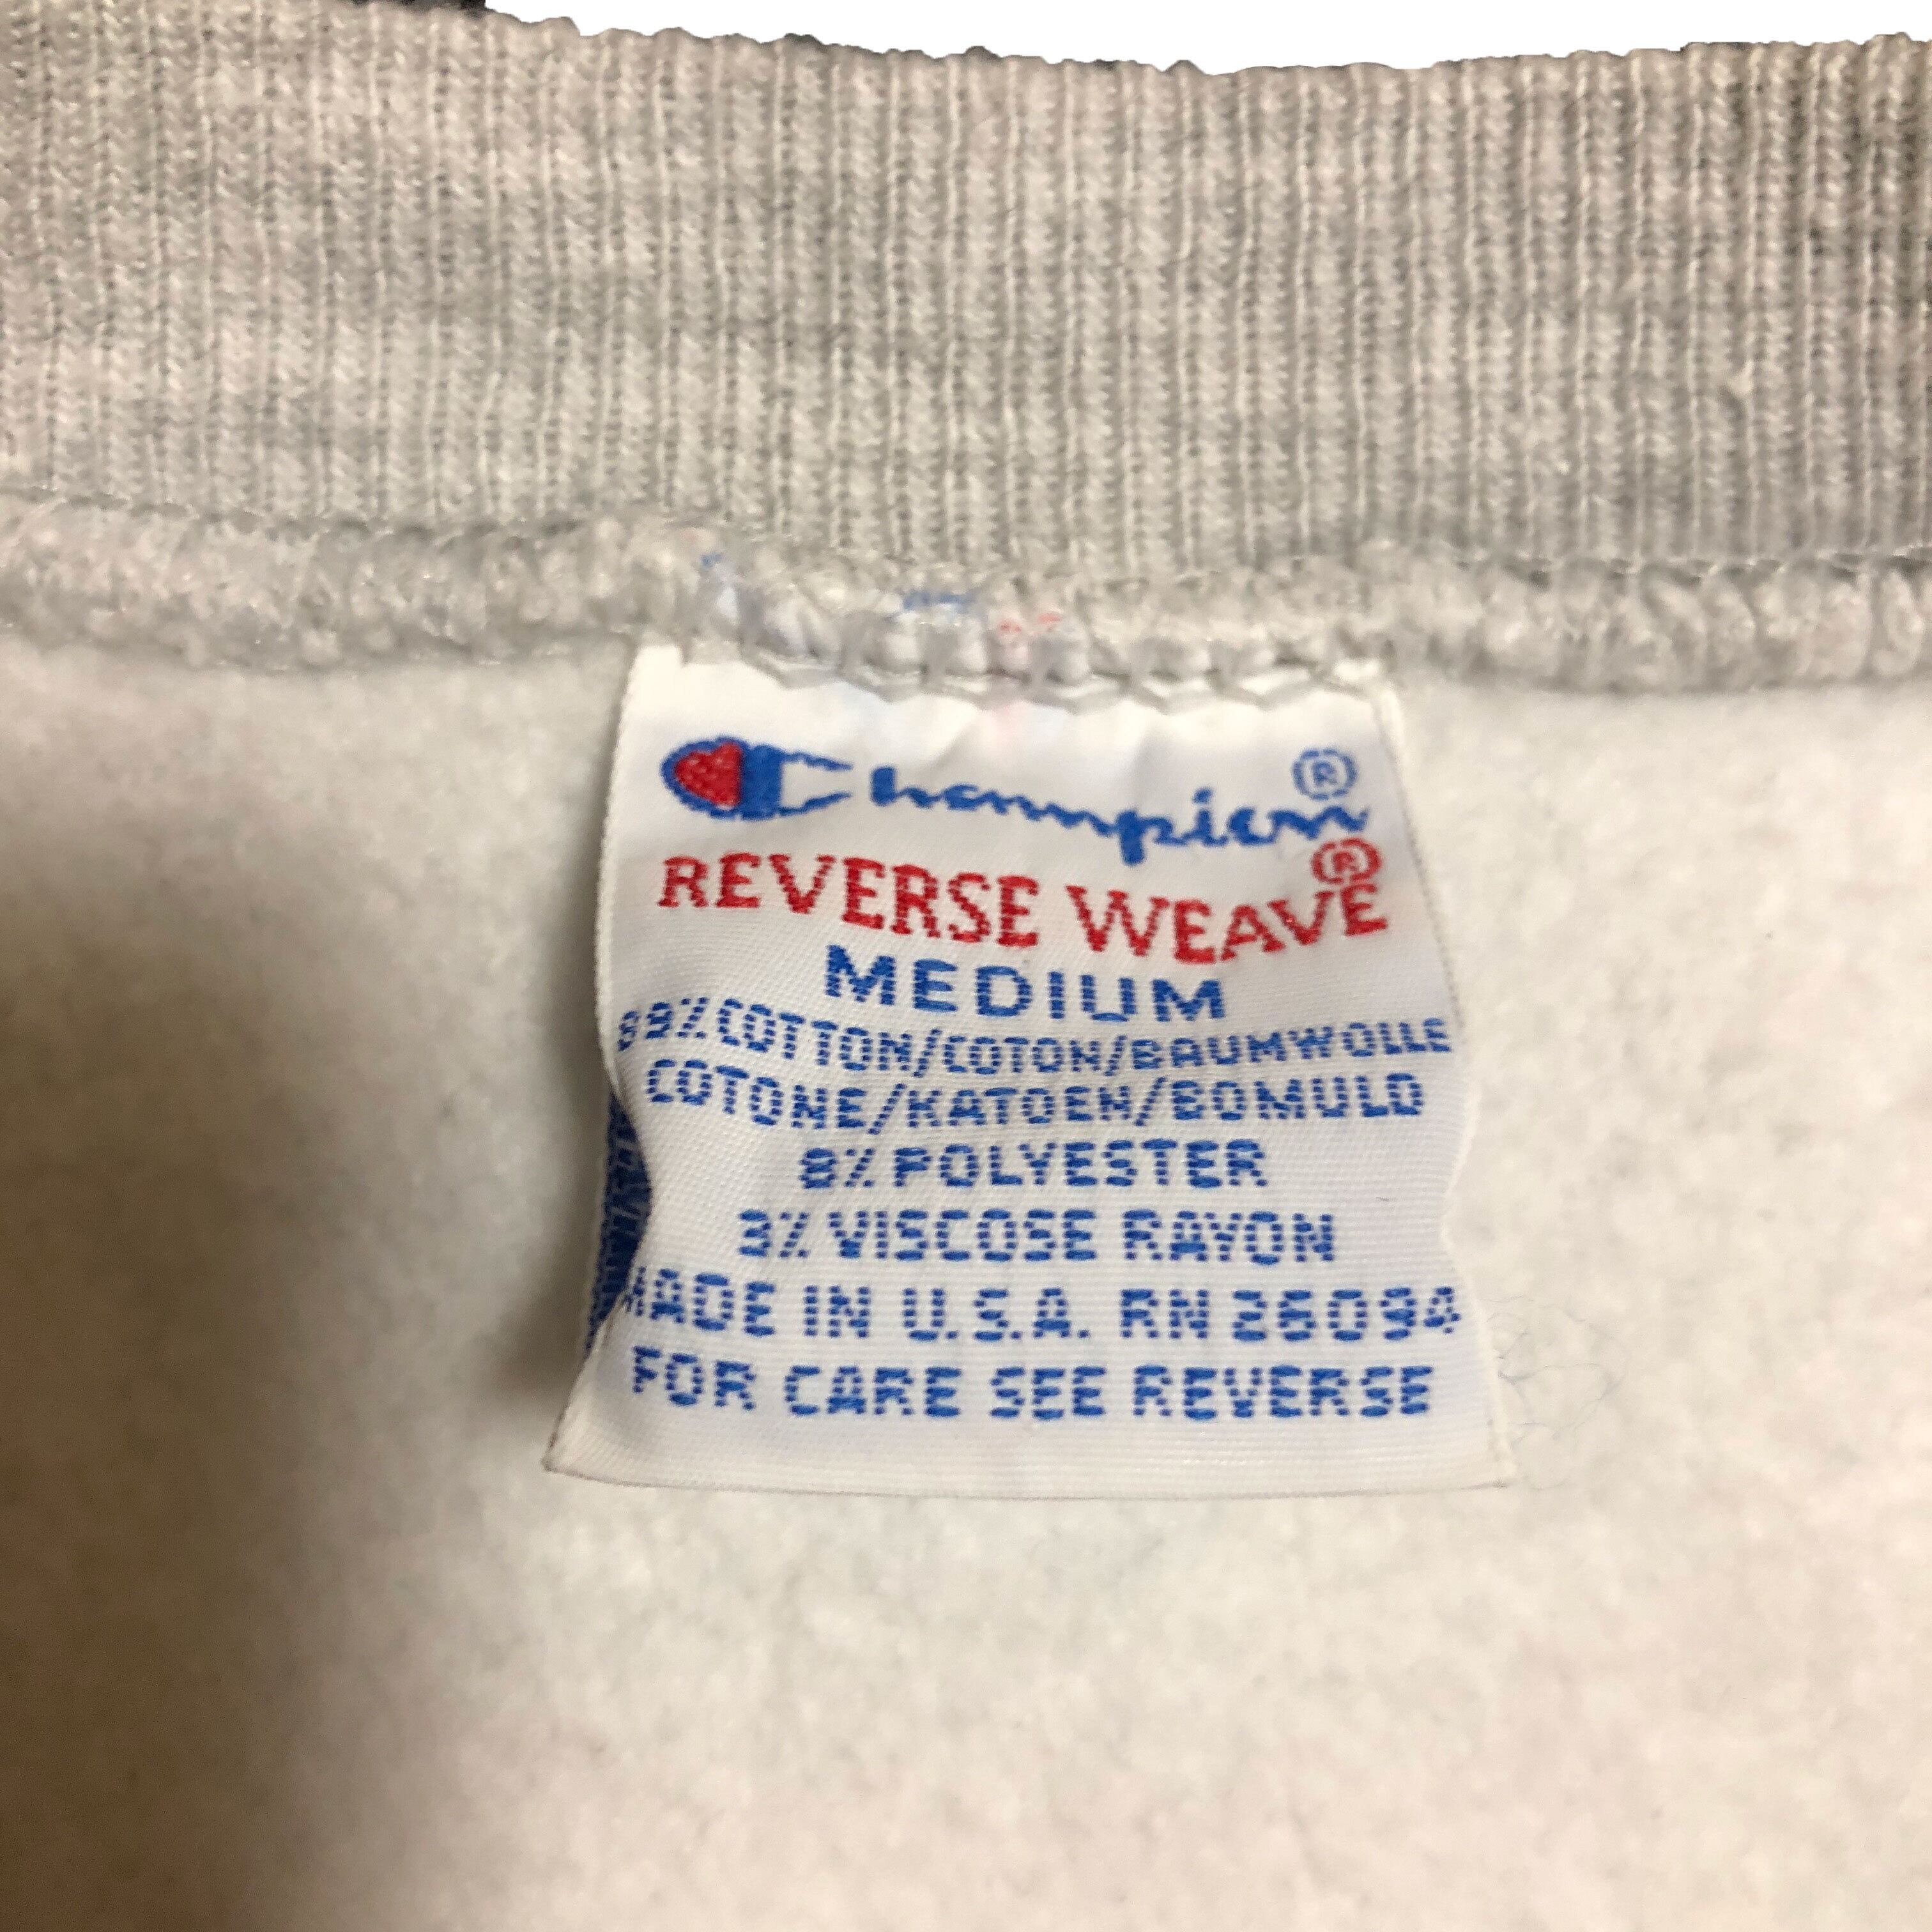 Champion®
REVERSE WEAVE®
MEDIUM
89% COTTON/COTON/BAUMWOLLE
COTONE/KATOEN/BOMULD
8% POLYESTER
3% VISCOSE RAYON
MADE IN U.S.A. RN 26094
FOR CARE SEE REVERSE